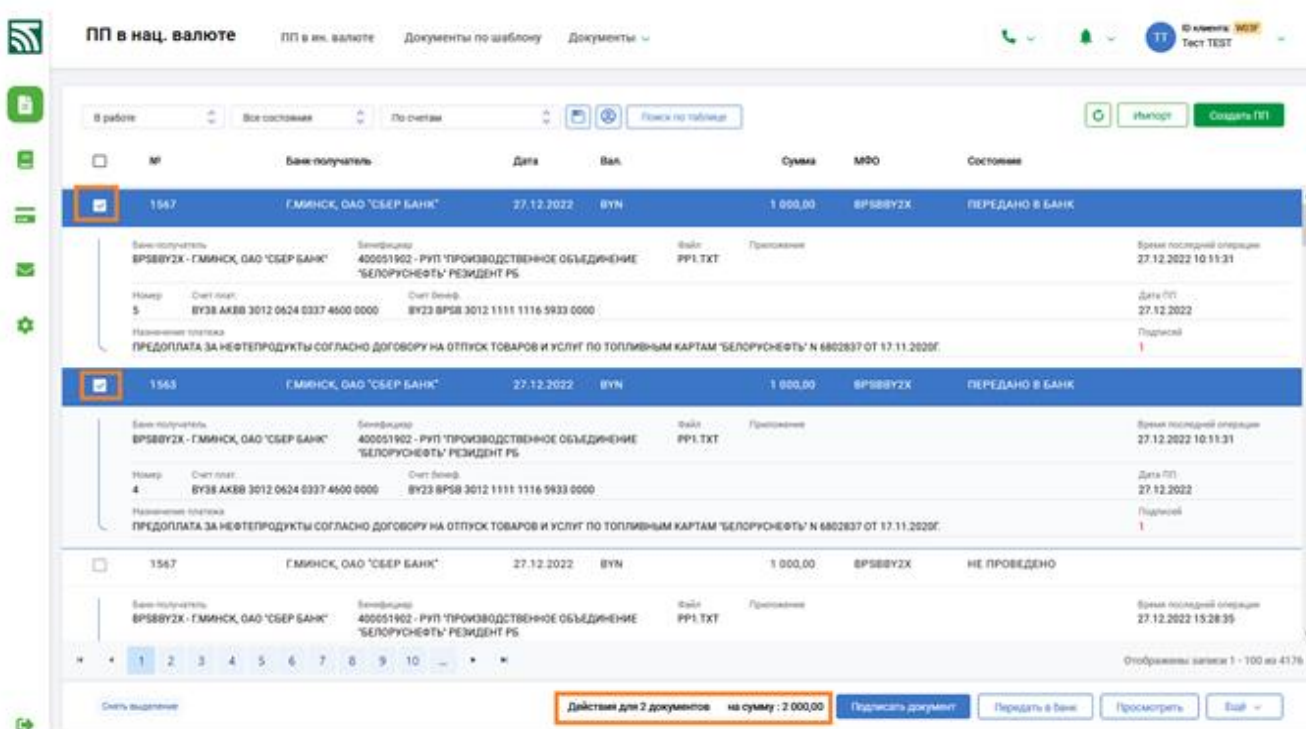 ПП в нац. валюте ПП в ин. валюте Документы по шаблону Документы ID клиента: W03F
ТТ Тест TEST
В работе Все состояния По счетам Поиск по таблице Импорт Создать ПП
№ Банк-получатель Дата Вал. Сумма МФО Состояние
1567 Г.МИНСК, ОАО "СБЕР БАНК" 27.12.2022 BYN 1 000,00 BPSBBY2X ПЕРЕДАНО В БАНК
Банк-получатель Бенефициар Файл Приложение Время последней операции
BPSBBY2X - Г.МИНСК, ОАО "СБЕР БАНК" 400051902 - РУП "ПРОИЗВОДСТВЕННОЕ ОБЪЕДИНЕНИЕ PP1.TXT 27.12.2022 10:11:31
"БЕЛОРУСНЕФТЬ" РЕЗИДЕНТ РБ
Номер Счет плат. Счет бенеф. Дата ПП
5 BY38 AKBB 3012 0624 0337 4600 0000 BY23 BPSB 3012 1111 1116 5933 0000 27.12.2022
Назначение платежа Подписей
ПРЕДОПЛАТА ЗА НЕФТЕПРОДУКТЫ СОГЛАСНО ДОГОВОРУ НА ОТПУСК ТОВАРОВ И УСЛУГ ПО ТОПЛИВНЫМ КАРТАМ "БЕЛОРУСНЕФТЬ" N 6802837 ОТ 17.11.2020Г. 1
1563 Г.МИНСК, ОАО "СБЕР БАНК" 27.12.2022 BYN 1 000,00 BPSBBY2X ПЕРЕДАНО В БАНК
Банк-получатель Бенефициар Файл Приложение Время последней операции
BPSBBY2X - Г.МИНСК, ОАО "СБЕР БАНК" 400051902 - РУП "ПРОИЗВОДСТВЕННОЕ ОБЪЕДИНЕНИЕ PP1.TXT 27.12.2022 10:11:31
"БЕЛОРУСНЕФТЬ" РЕЗИДЕНТ РБ
Номер Счет плат. Счет бенеф. Дата ПП
4 BY38 AKBB 3012 0624 0337 4600 0000 BY23 BPSB 3012 1111 1116 5933 0000 27.12.2022
Назначение платежа Подписей
ПРЕДОПЛАТА ЗА НЕФТЕПРОДУКТЫ СОГЛАСНО ДОГОВОРУ НА ОТПУСК ТОВАРОВ И УСЛУГ ПО ТОПЛИВНЫМ КАРТАМ "БЕЛОРУСНЕФТЬ" N 6802837 ОТ 17.11.2020Г. 1
1567 Г.МИНСК, ОАО "СБЕР БАНК" 27.12.2022 BYN 1 000,00 BPSBBY2X НЕ ПРОВЕДЕНО
Банк-получатель Бенефициар Файл Приложение Время последней операции
BPSBBY2X - Г.МИНСК, ОАО "СБЕР БАНК" 400051902 - РУП "ПРОИЗВОДСТВЕННОЕ ОБЪЕДИНЕНИЕ PP1.TXT 27.12.2022 15:28:35
"БЕЛОРУСНЕФТЬ" РЕЗИДЕНТ РБ
1 2 3 4 5 6 7 8 9 10 ... Отображены записи 1 - 100 из 4176
Снять выделение Действия для 2 документов на сумму : 2 000,00 Подписать документ Передать в банк Просмотреть Ещё